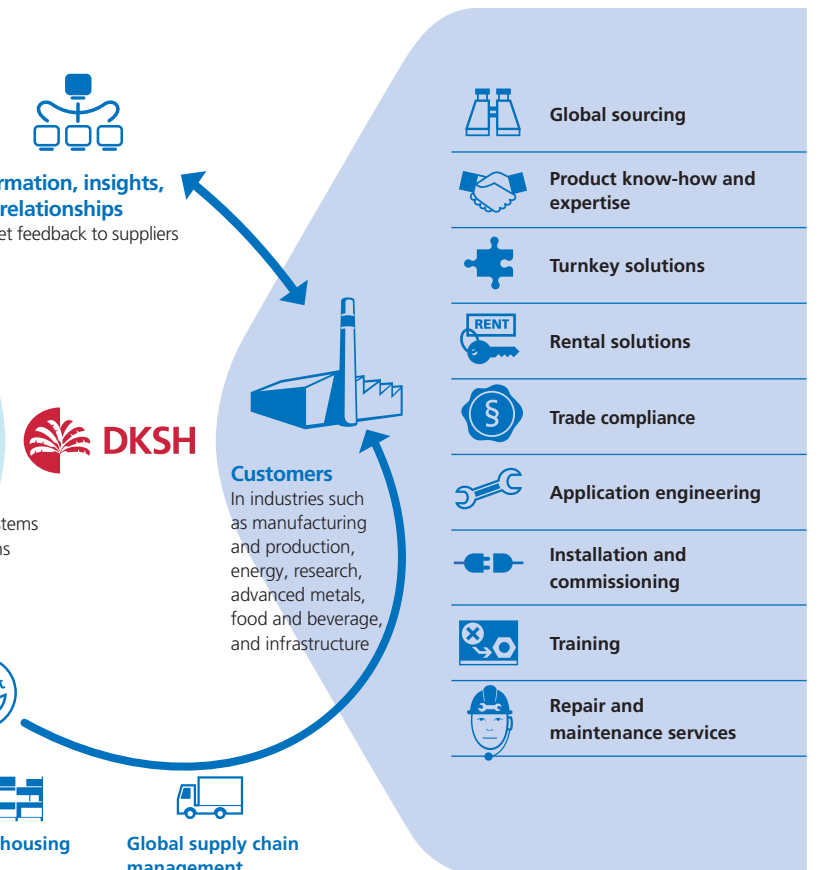 rmation, insights,
relationships
et feedback to suppliers
DKSH
stems
ns
housing
Global supply chain
management
Customers
In industries such
as manufacturing
and production,
energy, research,
advanced metals,
food and beverage,
and infrastructure
Global sourcing
Product know-how and
expertise
Turnkey solutions
RENT
Rental solutions
§
Trade compliance
Application engineering
Installation and
commissioning
Training
Repair and
maintenance services